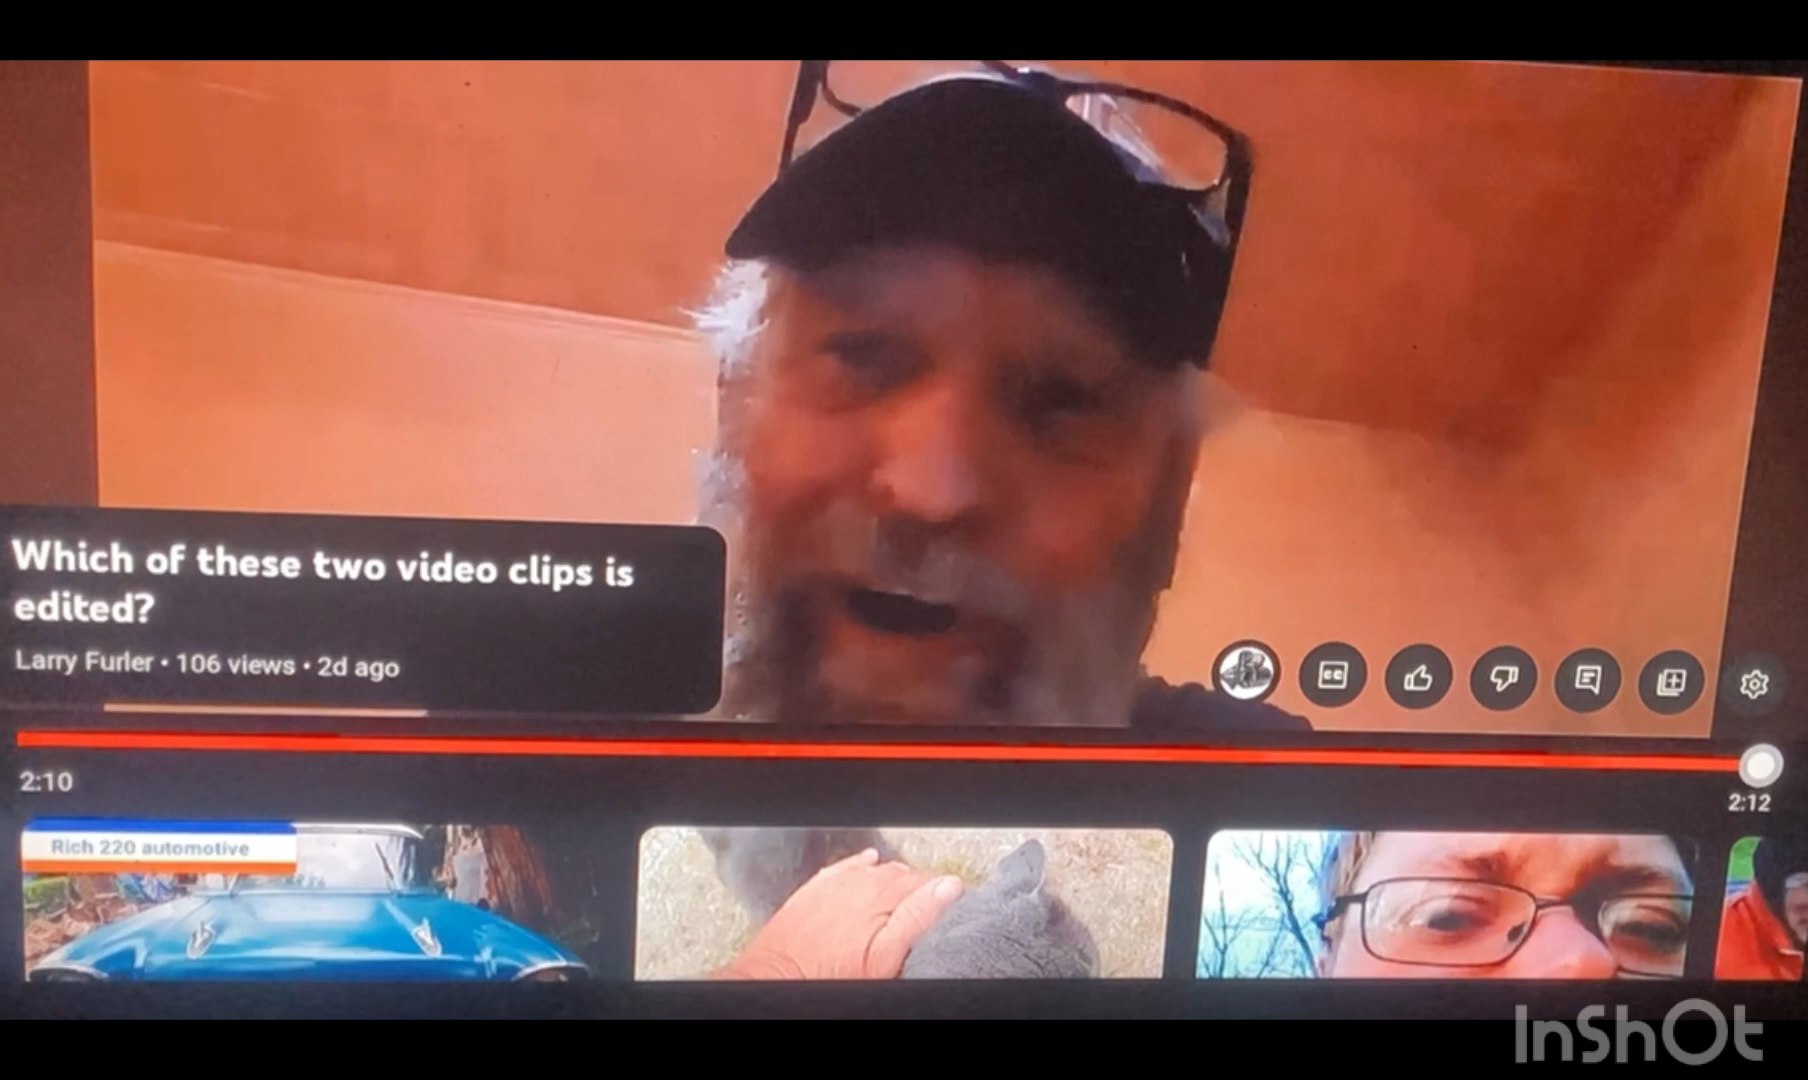 Which of these two video clips is
edited?
Larry Furler • 106 views • 2d ago
CC
2:10
2:12
Rich 220 automotive
InShOt